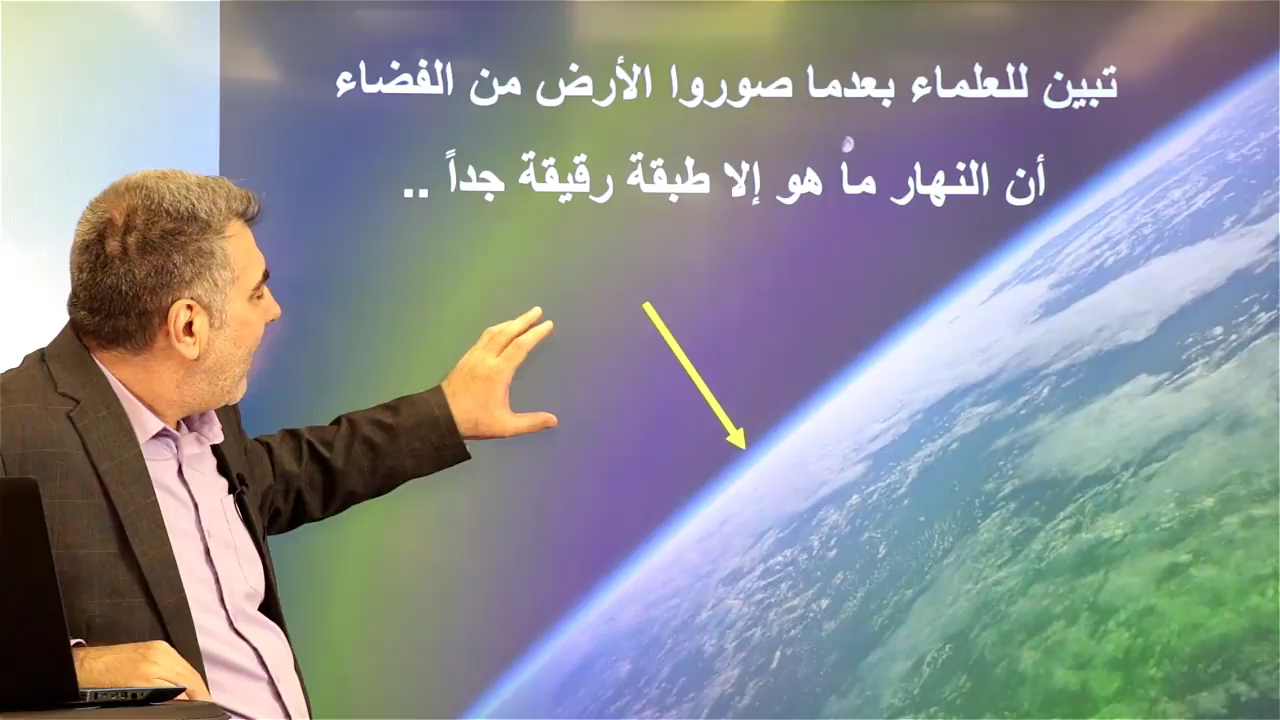 تبين للعلماء بعدما صوروا الأرض من الفضاء
أن النهار ما هو إلا طبقة رقيقة جداً ..